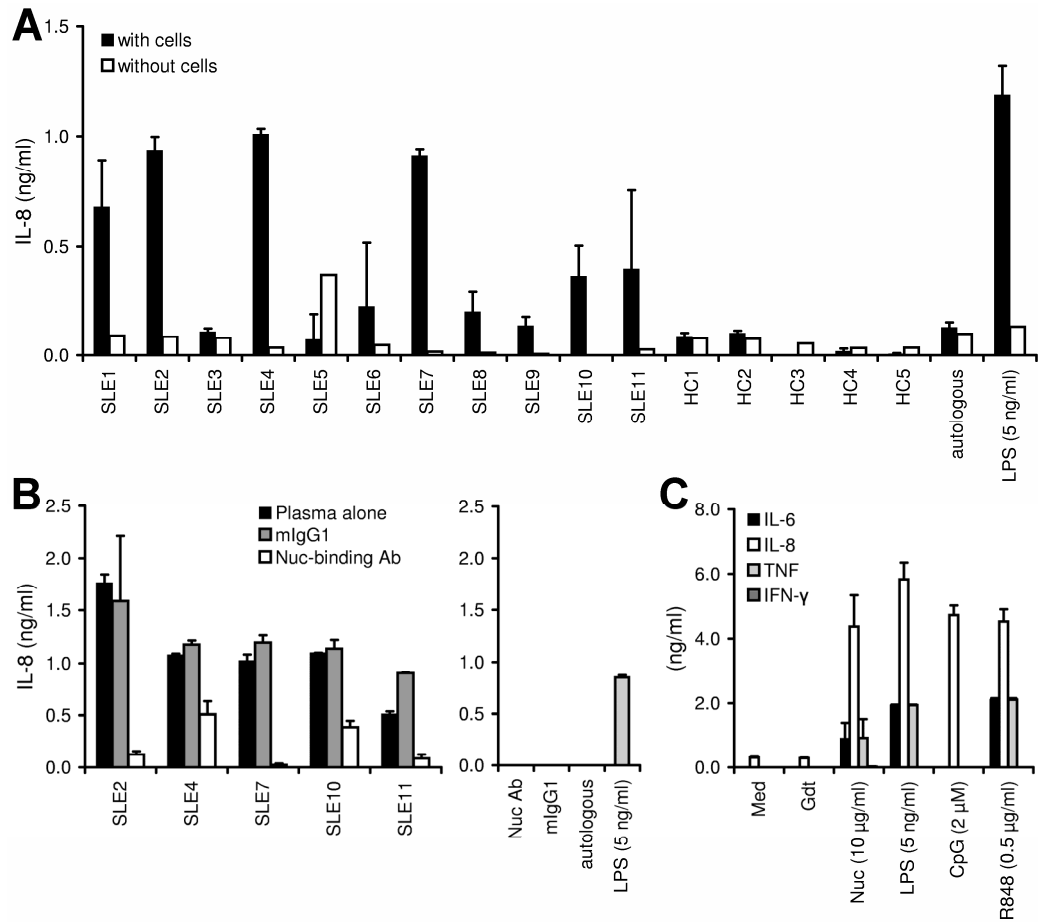 A
1.5
1.0
0.5
0.0
IL-8 (ng/ml)
with cells
without cells
SLE1
SLE2
SLE3
SLE4
SLE5
SLE6
SLE7
SLE8
SLE9
SLE10
SLE11
HC1
HC2
HC3
HC4
HC5
autologous
LPS (5 ng/ml)
B
2.5
2.0
1.5
1.0
0.5
0.0
IL-8 (ng/ml)
Plasma alone
mIgG1
Nuc-binding Ab
SLE2
SLE4
SLE7
SLE10
SLE11
2.5
2.0
1.5
1.0
0.5
0.0
Nuc Ab
mIgG1
autologous
LPS (5 ng/ml)
C
8.0
6.0
4.0
2.0
0.0
(ng/ml)
IL-6
IL-8
TNF
IFN-γ
Med
Gdt
Nuc (10 µg/ml)
LPS (5 ng/ml)
CpG (2 µM)
R848 (0.5 µg/ml)